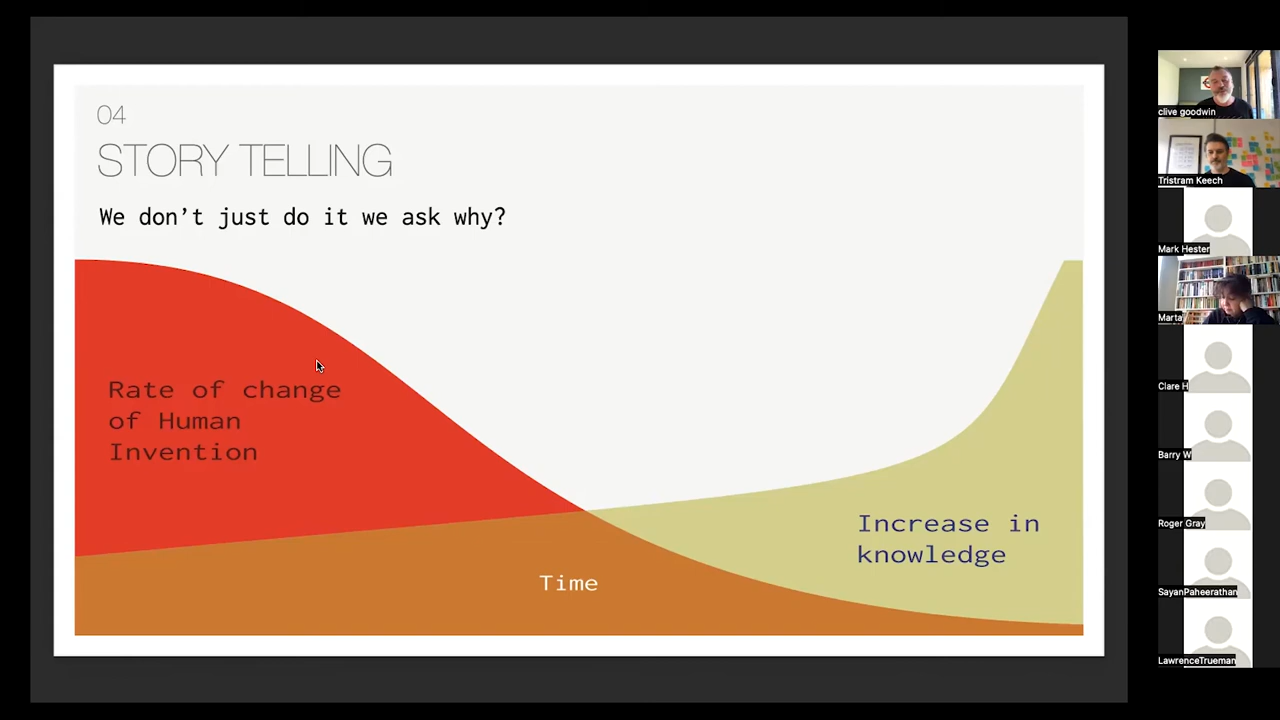 04
STORY TELLING
We don't just do it we ask why?
Rate of change
of Human
Invention
Increase in
knowledge
Time
clive goodwin
Tristram Keech
Mark Hester
Marta
Clare H
Barry W
Roger Gray
SayanPaheerathan
LawrenceTrueman